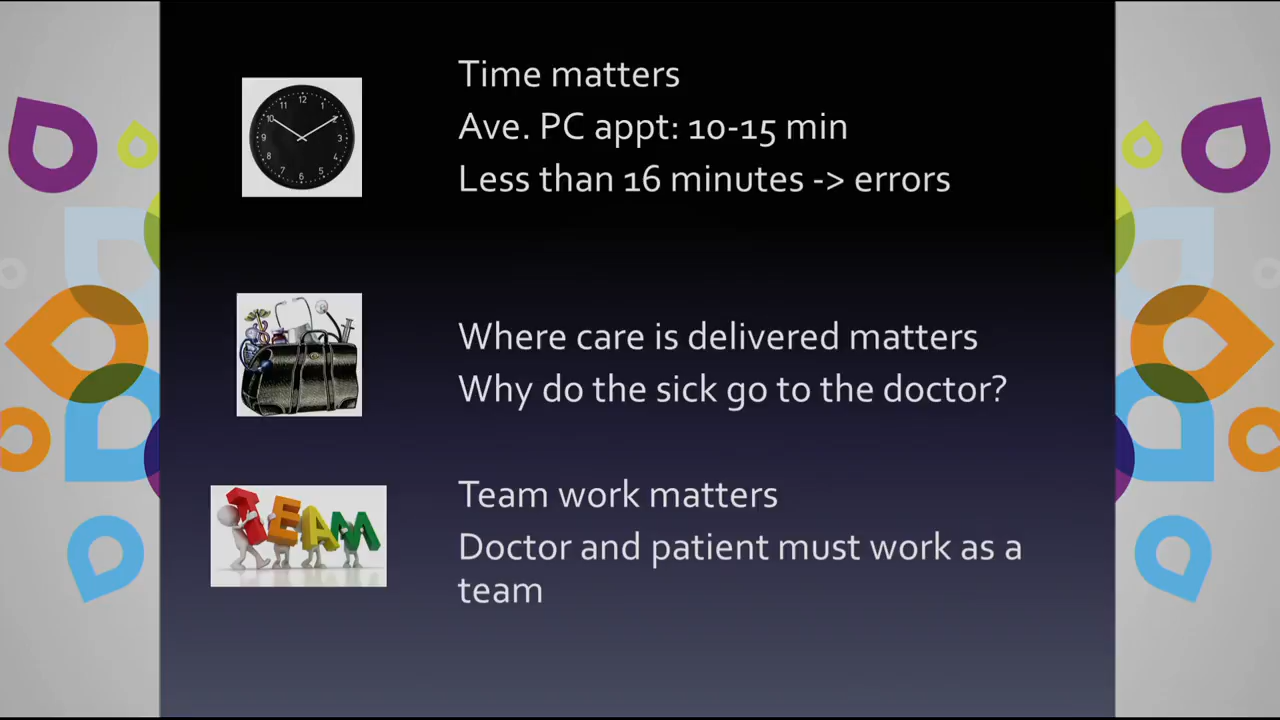 Time matters
Ave. PC appt: 10-15 min
Less than 16 minutes -> errors
Where care is delivered matters
Why do the sick go to the doctor?
TEAM
Team work matters
Doctor and patient must work as a
team